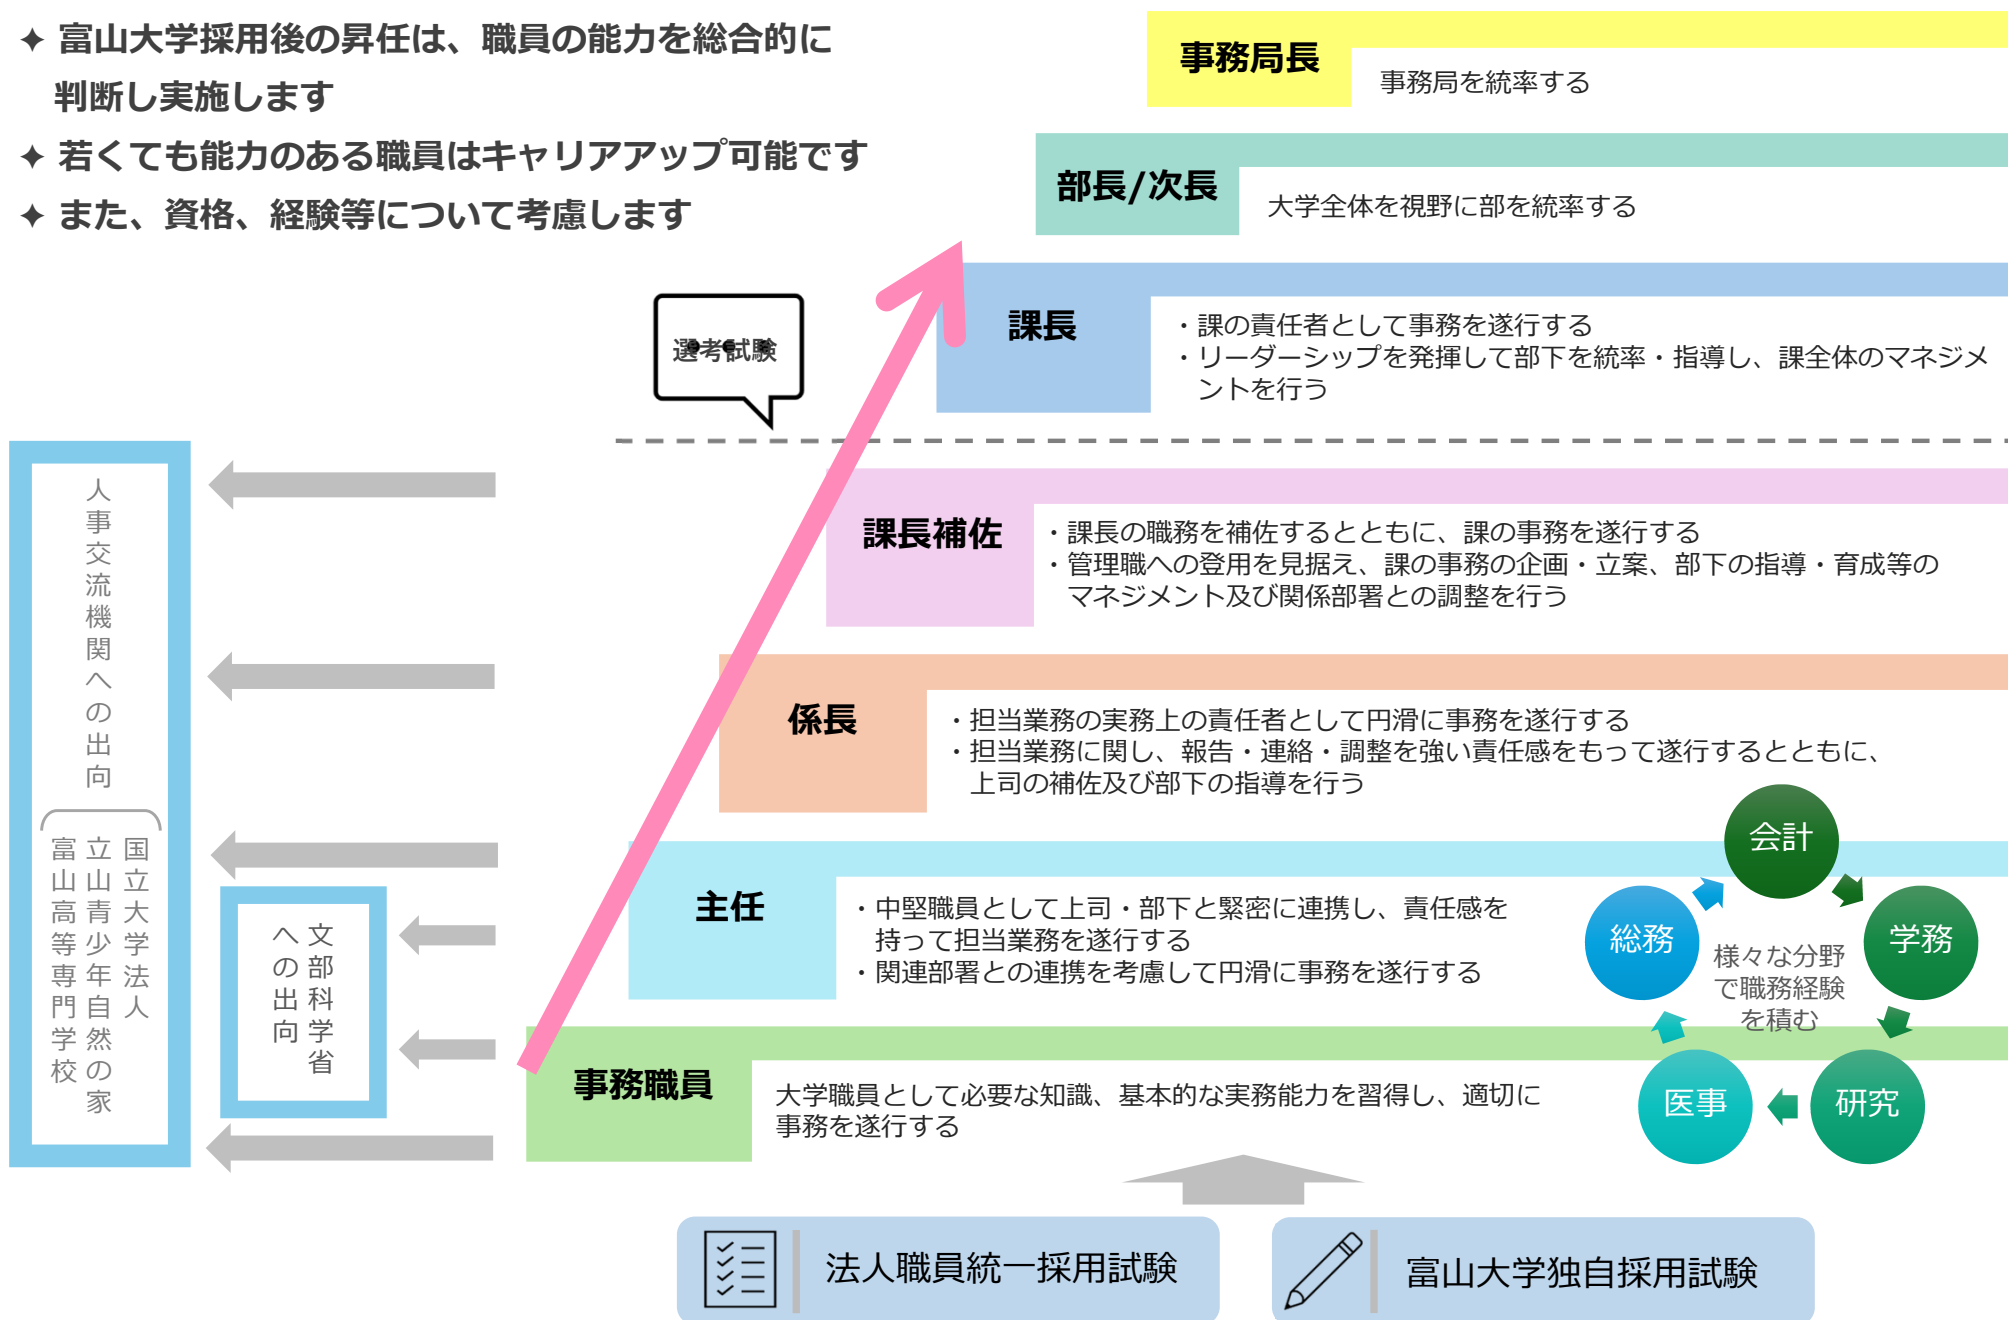 ✦ 富山大学採用後の昇任は、職員の能力を総合的に
判断し実施します
✦ 若くても能力のある職員はキャリアアップ可能です
✦ また、資格、経験等について考慮します
事務局長
事務局を統率する
部長/次長
大学全体を視野に部を統率する
選考試験
課長
・課の責任者として事務を遂行する
・リーダーシップを発揮して部下を統率・指導し、課全体のマネジメ
ントを行う
課長補佐
・課長の職務を補佐するとともに、課の事務を遂行する
・管理職への登用を見据え、課の事務の企画・立案、部下の指導・育成等の
マネジメント及び関係部署との調整を行う
係長
・担当業務の実務上の責任者として円滑に事務を遂行する
・担当業務に関し、報告・連絡・調整を強い責任感をもって遂行するとともに、
上司の補佐及び部下の指導を行う
主任
・中堅職員として上司・部下と緊密に連携し、責任感を
持って担当業務を遂行する
・関連部署との連携を考慮して円滑に事務を遂行する
事務職員
大学職員として必要な知識、基本的な実務能力を習得し、適切に
事務を遂行する
人事交流機関への出向
国立大学法人
立山青少年自然の家
富山高等専門学校
文部科学省
への出向
会計
学務
研究
医事
総務
様々な分野
で職務経験
を積む
法人職員統一採用試験
富山大学独自採用試験